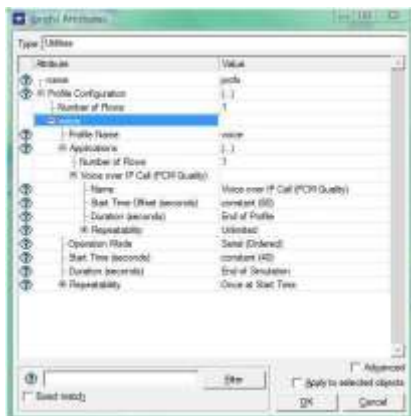 (profs) Attributes
Type: Utilities
Attribute Value
name profs
Profile Configuration (...)
Number of Rows 1
voice
Profile Name voice
Applications (...)
Number of Rows 1
Voice over IP Call (PCM Quality)
Name Voice over IP Call (PCM Quality)
Start Time Offset (seconds) constant (60)
Duration (seconds) End of Profile
Repeatability Unlimited
Operation Mode Serial (Ordered)
Start Time (seconds) constant (40)
Duration (seconds) End of Simulation
Repeatability Once at Start Time
Advanced
Filter
Apply to selected objects
Exact match
OK Cancel